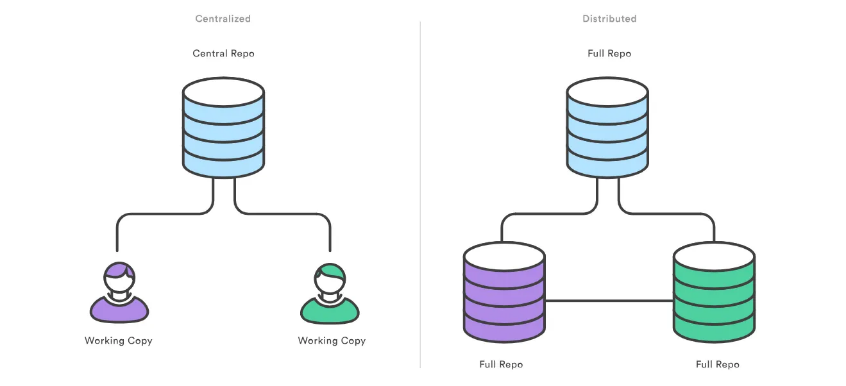 Centralized
Central Repo
Working Copy
Working Copy
Distributed
Full Repo
Full Repo
Full Repo